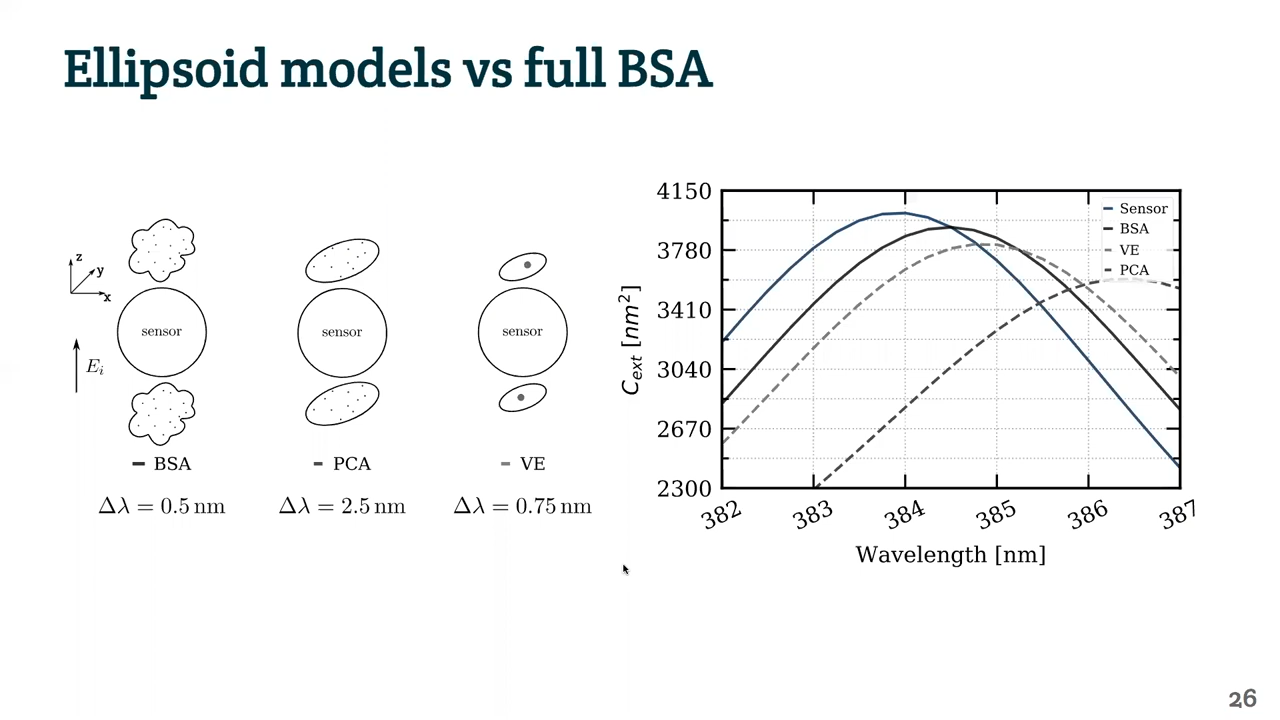 Ellipsoid models vs full BSA
z
y
x
E_i
sensor
sensor
sensor
BSA
PCA
VE
Δλ = 0.5 nm
Δλ = 2.5 nm
Δλ = 0.75 nm
C_ext [nm²]
4150
3780
3410
3040
2670
2300
382
383
384
385
386
387
Wavelength [nm]
Sensor
BSA
VE
PCA
26